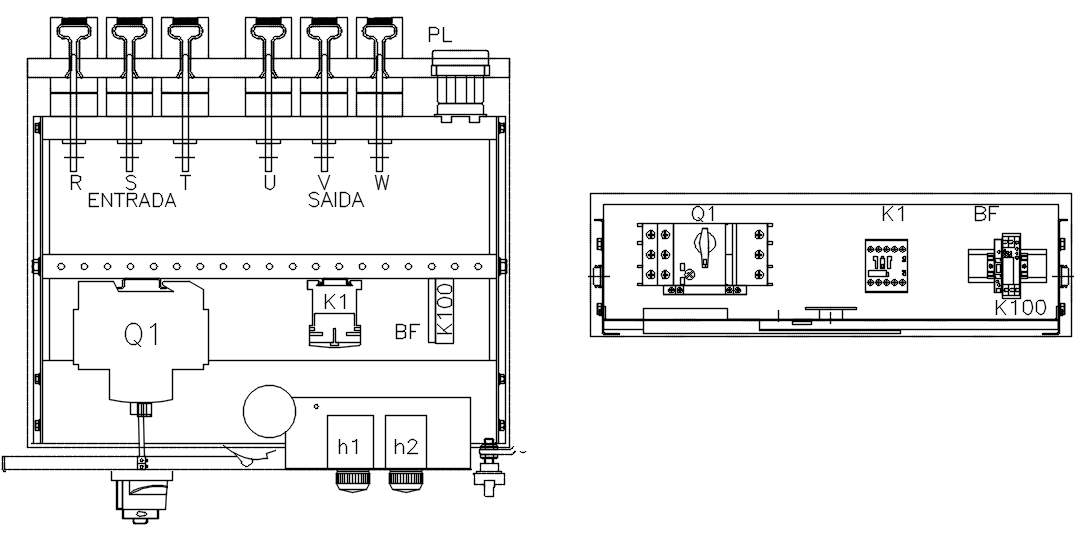 PL
R S T U V W
ENTRADA SAIDA
Q1 K1 BF K100
h1 h2
Q1 K1 BF
K100